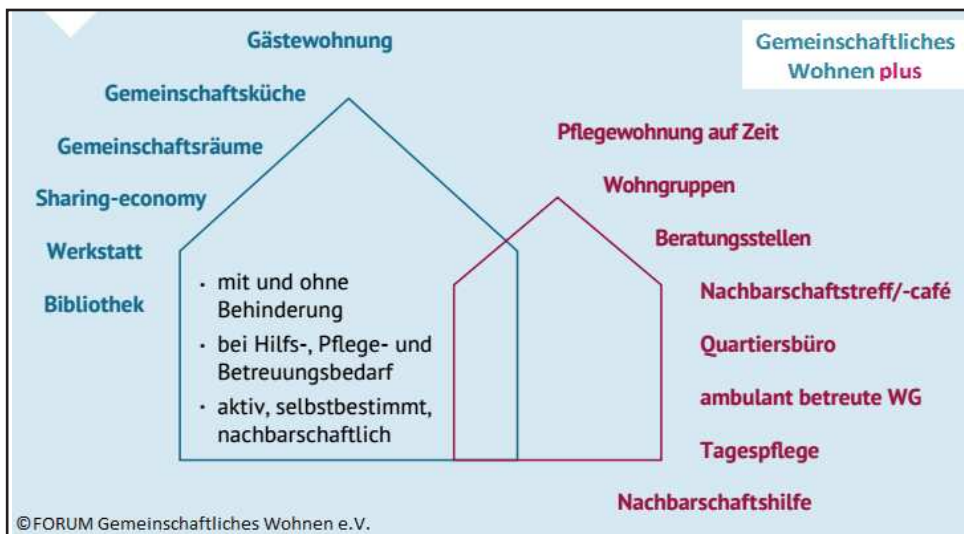 Gästewohnung
Gemeinschaftsküche
Gemeinschaftsräume
Sharing-economy
Werkstatt
Bibliothek
· mit und ohne
Behinderung
· bei Hilfs-, Pflege- und
Betreuungsbedarf
· aktiv, selbstbestimmt,
nachbarschaftlich
Gemeinschaftliches
Wohnen plus
Pflegewohnung auf Zeit
Wohngruppen
Beratungsstellen
Nachbarschaftstreff/-café
Quartiersbüro
ambulant betreute WG
Tagespflege
Nachbarschaftshilfe
©FORUM Gemeinschaftliches Wohnen e.V.